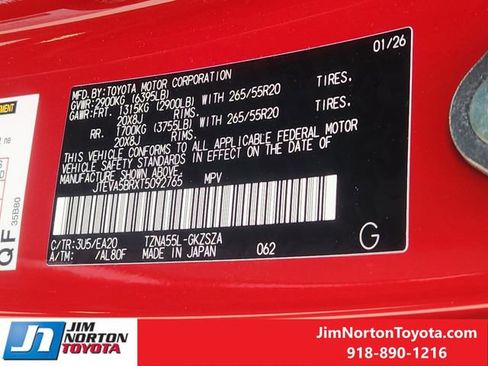 01/26
MFD.BY:TOYOTA MOTOR CORPORATION
GVWR:2900KG (6395LB)
GAWR:FRT. 1315KG (2900LB) WITH 265/55R20 TIRES,
20X8J RIMS,
RR. 1700KG (3755LB) WITH 265/55R20 TIRES,
20X8J RIMS.
THIS VEHICLE CONFORMS TO ALL APPLICABLE FEDERAL MOTOR
VEHICLE SAFETY STANDARDS IN EFFECT ON THE DATE OF
MANUFACTURE SHOWN ABOVE.
JTEVA5BRXT5092765 MPV
C/TR:3U5/EA20 TZNA55L-GKZSZA
A/TM: /AL80F MADE IN JAPAN 062
G
QF
35B80
JIM
NORTON
TOYOTA
JimNortonToyota.com
918-890-1216